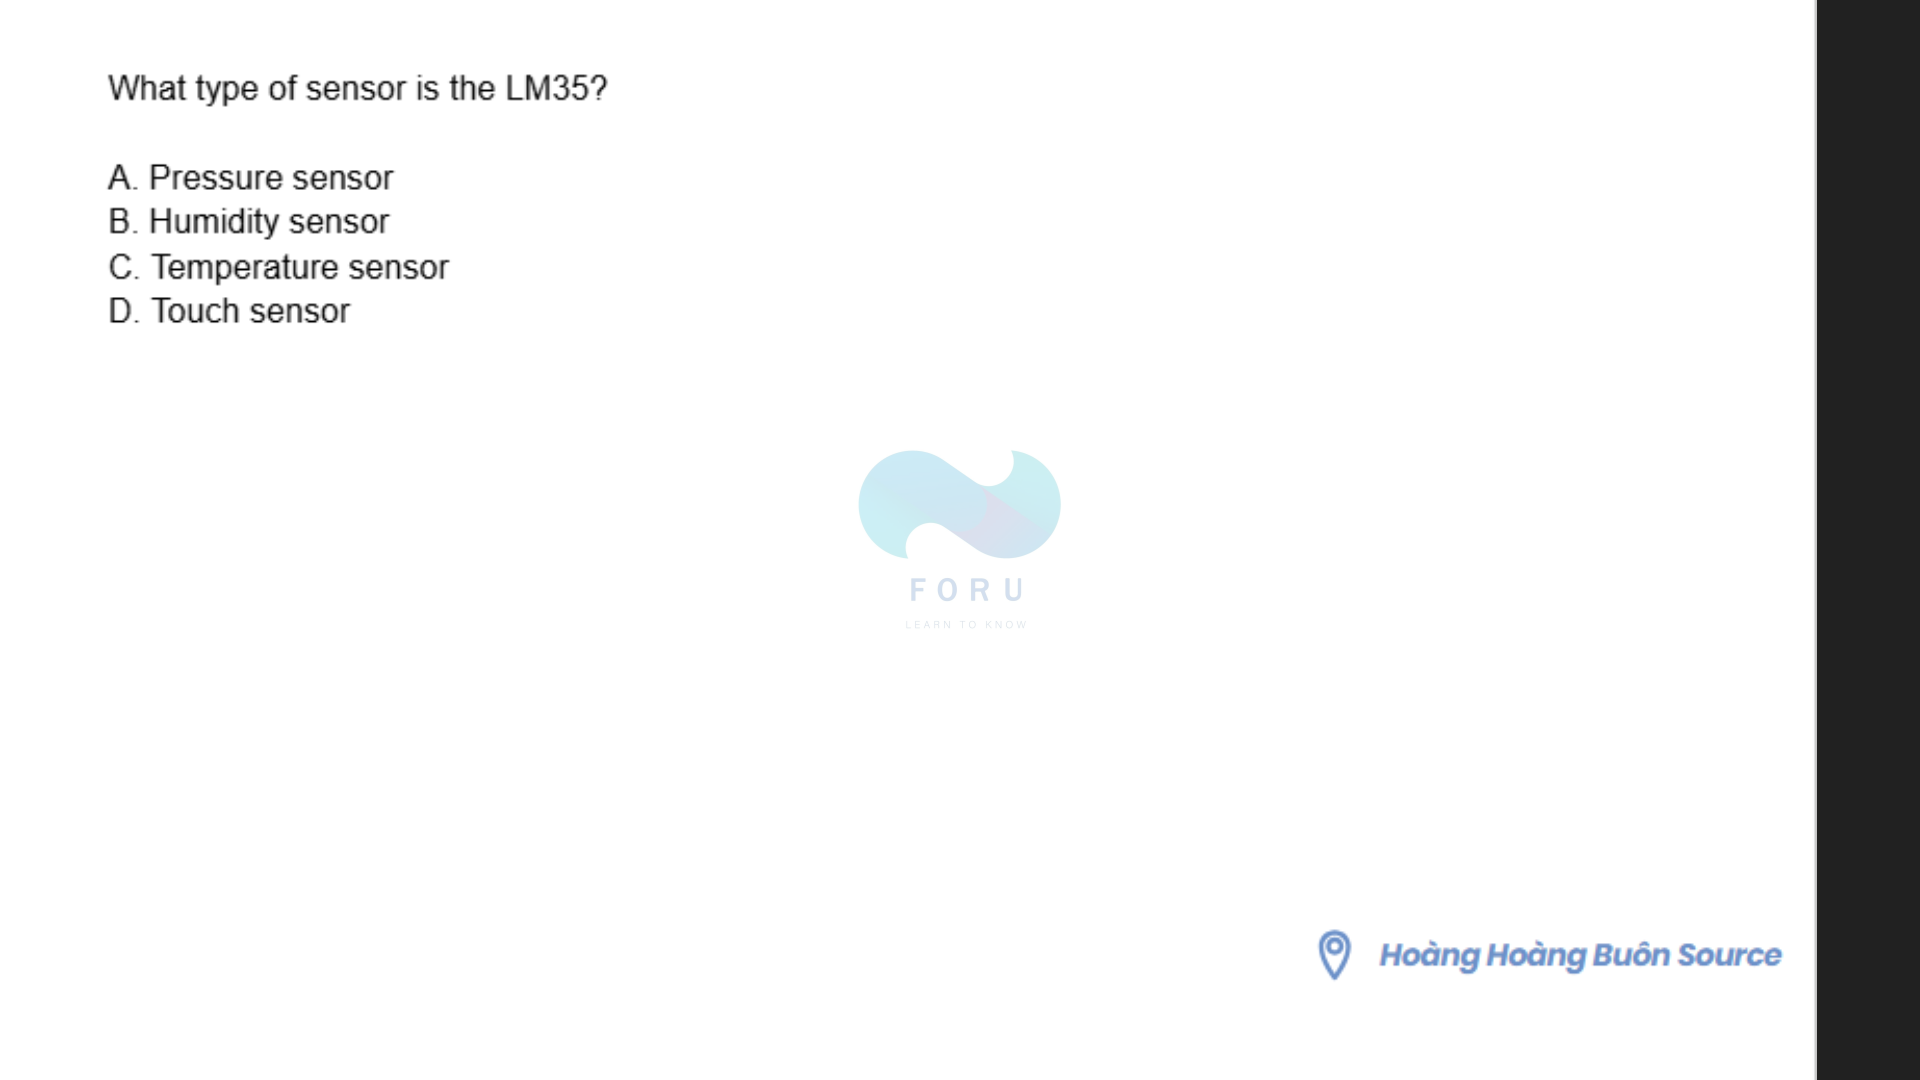 What type of sensor is the LM35?
A. Pressure sensor
B. Humidity sensor
C. Temperature sensor
D. Touch sensor
FORU
LEARN TO KNOW
Hoàng Hoàng Buôn Source